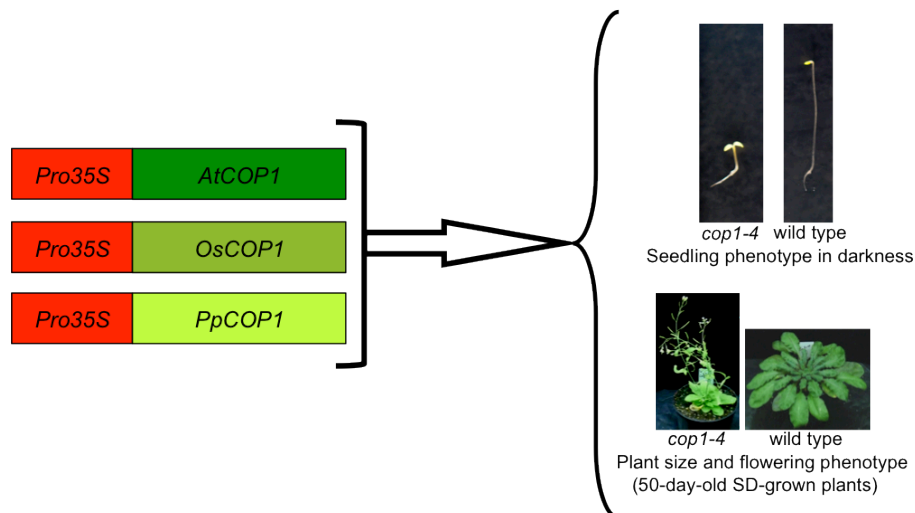 Pro35S AtCOP1
Pro35S OsCOP1
Pro35S PpCOP1
cop1-4 wild type
Seedling phenotype in darkness
cop1-4 wild type
Plant size and flowering phenotype
(50-day-old SD-grown plants)